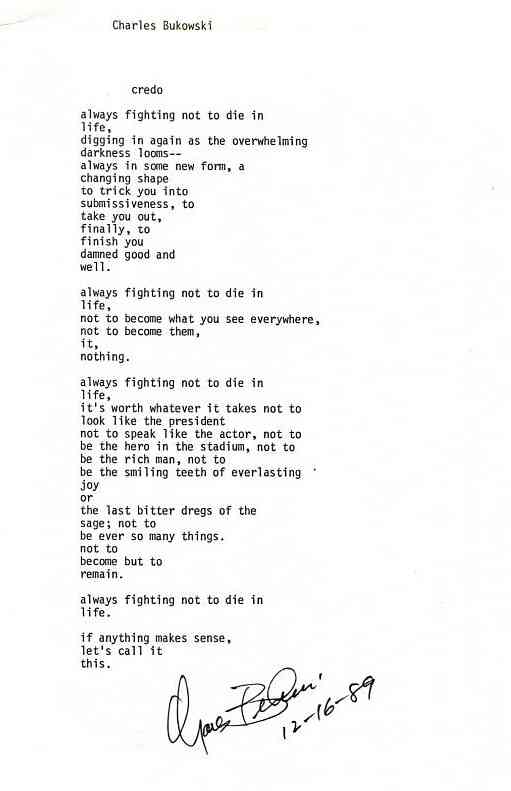 Charles Bukowski
credo
always fighting not to die in
life,
digging in again as the overwhelming
darkness looms--
always in some new form, a
changing shape
to trick you into
submissiveness, to
take you out,
finally, to
finish you
damned good and
well.
always fighting not to die in
life,
not to become what you see everywhere,
not to become them,
it,
nothing.
always fighting not to die in
life,
it's worth whatever it takes not to
look like the president
not to speak like the actor, not to
be the hero in the stadium, not to
be the rich man, not to
be the smiling teeth of everlasting
joy
or
the last bitter dregs of the
sage; not to
be ever so many things.
not to
become but to
remain.
always fighting not to die in
life.
if anything makes sense,
let's call it
this.
12-16-89